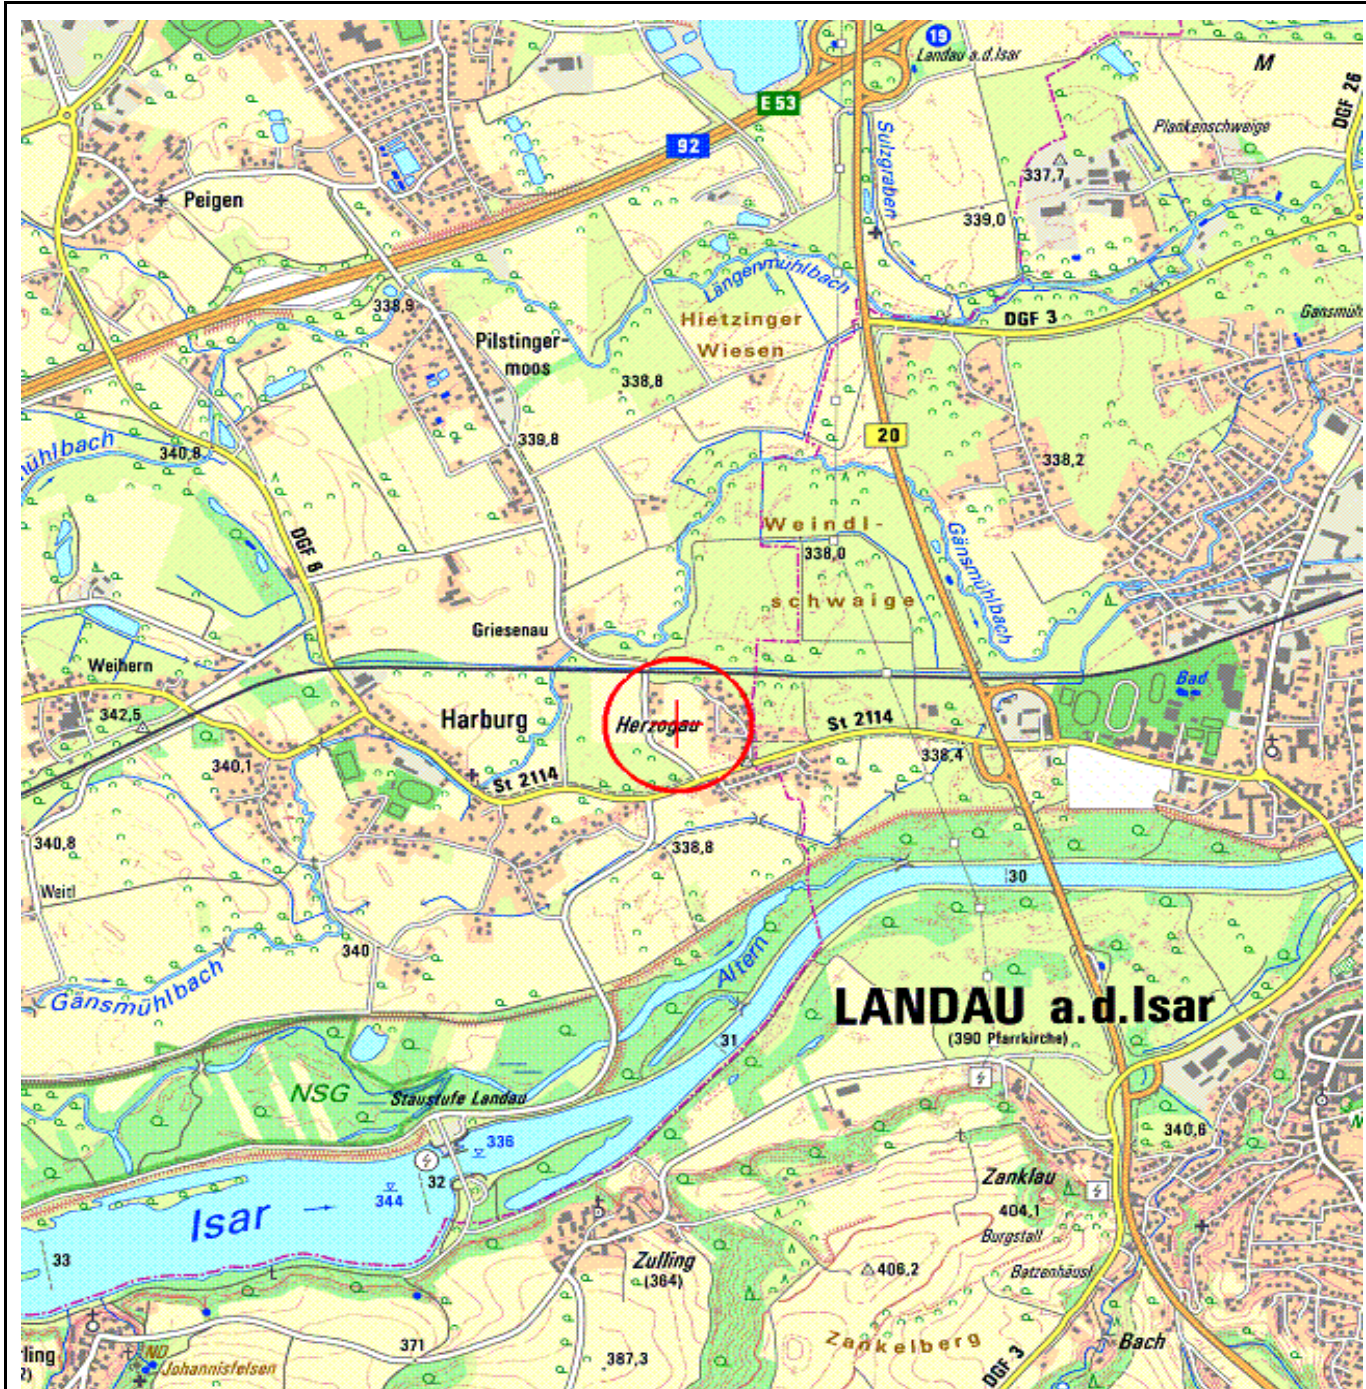 19
Landau a.d.Isar
M
DGF 26
E 53
92
Sulzgraben
Plankenschweige
337,7
339,0
Peigen
Längenmühlbach
338,9
Hietzinger
Wiesen
DGF 3
Pilstinger-
moos
338,8
339,8
20
340,8
338,2
DGF 8
Weindl-
338,0
schwaige
Gänsmühlbach
Griesenau
Weihern
342,5
Harburg
Herzogau
St 2114
Bad
340,1
St 2114
338,4
340,8
338,8
Weitl
30
340
Altern
Gänsmühlbach
LANDAU a.d.Isar
(390 Pfarrkirche)
31
NSG
Staustufe Landau
336
340,6
32
344
Isar
Zanklau
404,1
Burgstall
33
Zulling
(364)
406,2
Batzenhäusl
Zankelberg
Bach
371
387,3
DGF 3
ling
ND
Johannisfelsen